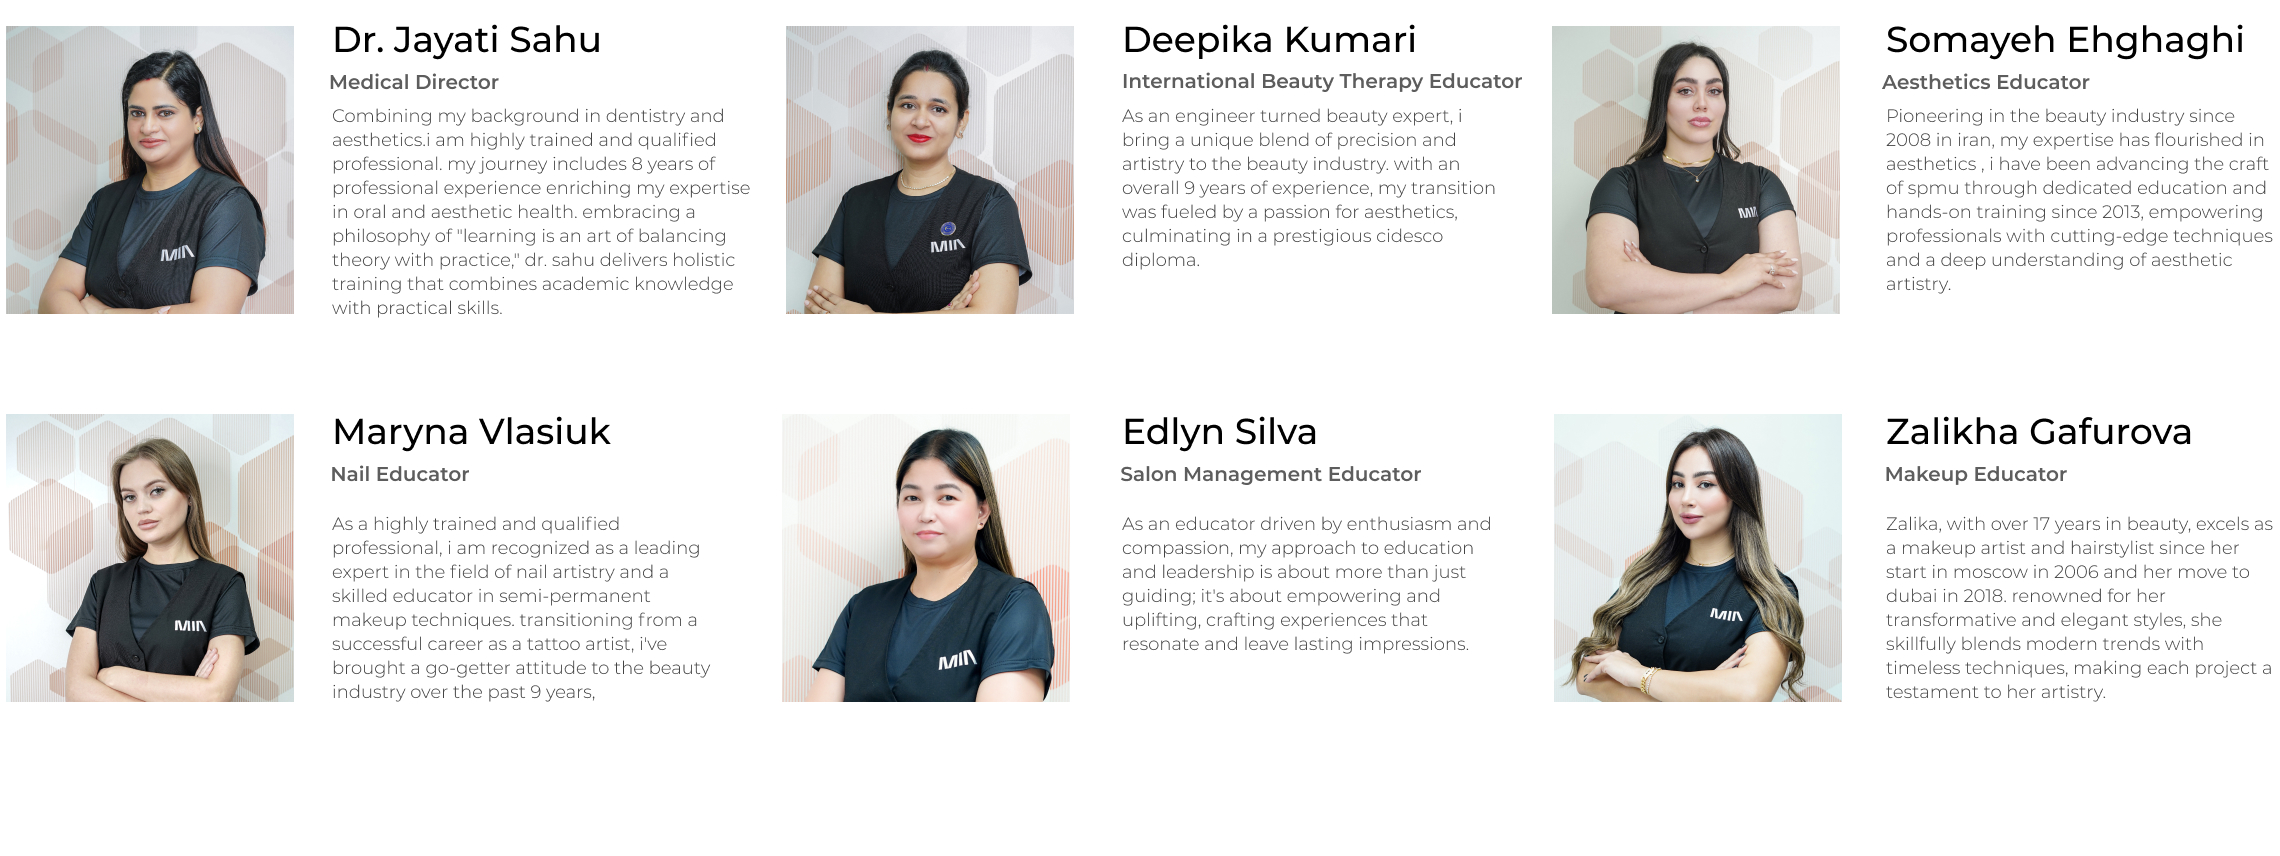 Dr. Jayati Sahu
Medical Director
Combining my background in dentistry and
aesthetics.i am highly trained and qualified
professional. my journey includes 8 years of
professional experience enriching my expertise
in oral and aesthetic health. embracing a
philosophy of "learning is an art of balancing
theory with practice," dr. sahu delivers holistic
training that combines academic knowledge
with practical skills.
MIA
Deepika Kumari
International Beauty Therapy Educator
As an engineer turned beauty expert, i
bring a unique blend of precision and
artistry to the beauty industry. with an
overall 9 years of experience, my transition
was fueled by a passion for aesthetics,
culminating in a prestigious cidesco
diploma.
MIA
Somayeh Ehghaghi
Aesthetics Educator
Pioneering in the beauty industry since
2008 in iran, my expertise has flourished in
aesthetics , i have been advancing the craft
of spmu through dedicated education and
hands-on training since 2013, empowering
professionals with cutting-edge techniques
and a deep understanding of aesthetic
artistry.
MIA
Maryna Vlasiuk
Nail Educator
As a highly trained and qualified
professional, i am recognized as a leading
expert in the field of nail artistry and a
skilled educator in semi-permanent
makeup techniques. transitioning from a
successful career as a tattoo artist, i've
brought a go-getter attitude to the beauty
industry over the past 9 years,
MIA
Edlyn Silva
Salon Management Educator
As an educator driven by enthusiasm and
compassion, my approach to education
and leadership is about more than just
guiding; it's about empowering and
uplifting, crafting experiences that
resonate and leave lasting impressions.
MIA
Zalikha Gafurova
Makeup Educator
Zalika, with over 17 years in beauty, excels as
a makeup artist and hairstylist since her
start in moscow in 2006 and her move to
dubai in 2018. renowned for her
transformative and elegant styles, she
skillfully blends modern trends with
timeless techniques, making each project a
testament to her artistry.
MIA